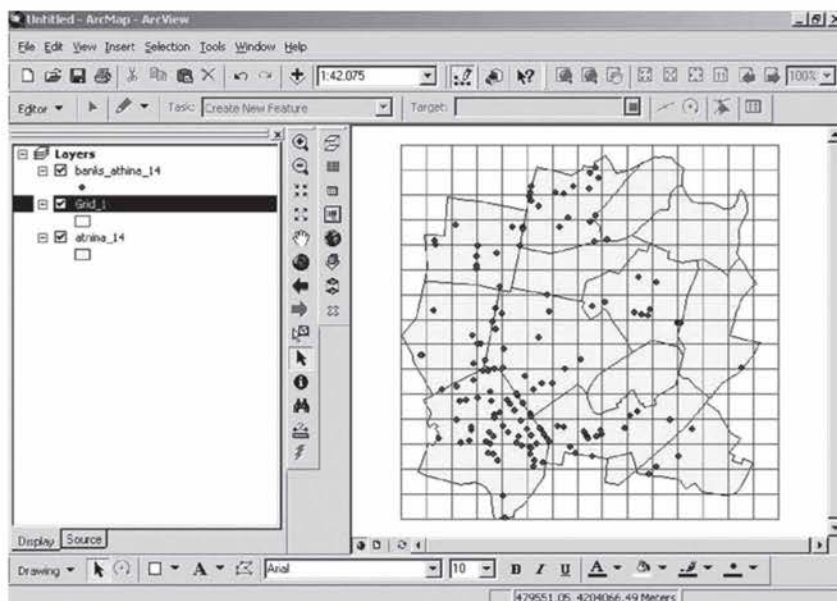 Untitled - ArcMap - ArcView
File Edit View Insert Selection Tools Window Help
1:42.075
100%
Editor Task: Create New Feature Target:
Layers
banks_athina_14
Grid_1
atnina_14
Display Source
Drawing A Arial 10 B I U A
479551.05 4204066.49 Meters